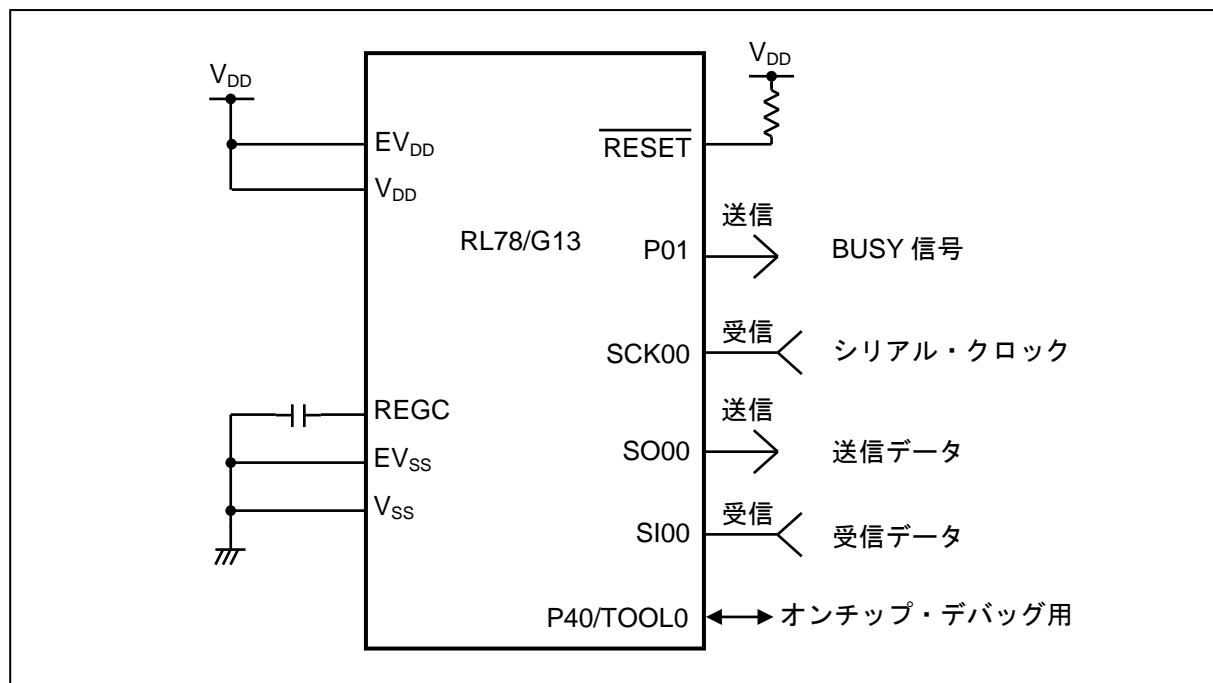 VDD
EVDD
VDD
RL78/G13
REGC
EVSS
VSS
VDD
RESET
P01
送信
BUSY 信号
SCK00
受信
シリアル・クロック
SO00
送信
送信データ
SI00
受信
受信データ
P40/TOOL0
オンチップ・デバッグ用